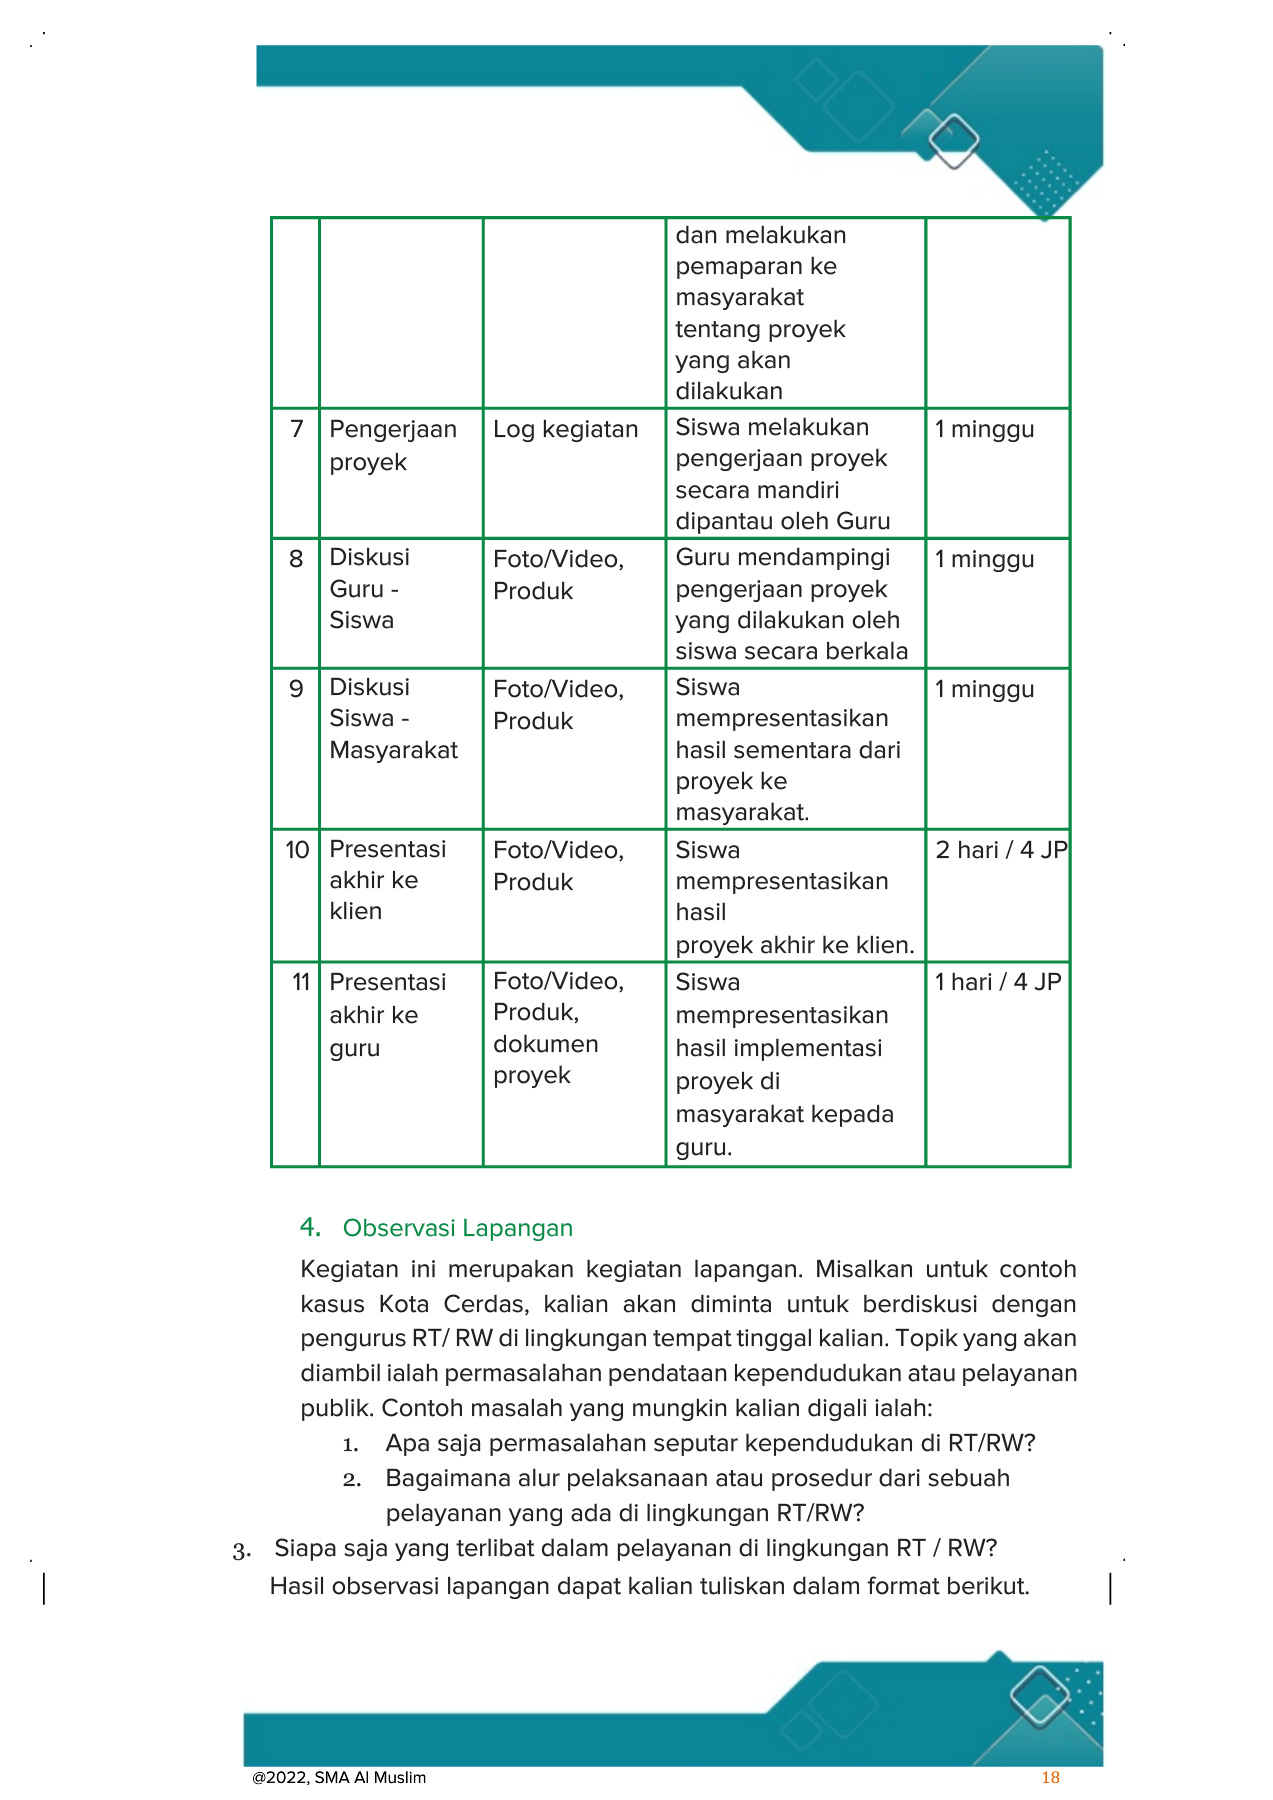 dan melakukan
pemaparan ke
masyarakat
tentang proyek
yang akan
dilakukan
7
Pengerjaan
proyek
Log kegiatan
Siswa melakukan
pengerjaan proyek
secara mandiri
dipantau oleh Guru
1 minggu
8
Diskusi
Guru -
Siswa
Foto/Video,
Produk
Guru mendampingi
pengerjaan proyek
yang dilakukan oleh
siswa secara berkala
1 minggu
9
Diskusi
Siswa -
Masyarakat
Foto/Video,
Produk
Siswa
mempresentasikan
hasil sementara dari
proyek ke
masyarakat.
1 minggu
10
Presentasi
akhir ke
klien
Foto/Video,
Produk
Siswa
mempresentasikan
hasil
proyek akhir ke klien.
2 hari / 4 JP
11
Presentasi
akhir ke
guru
Foto/Video,
Produk,
dokumen
proyek
Siswa
mempresentasikan
hasil implementasi
proyek di
masyarakat kepada
guru.
1 hari / 4 JP
4. Observasi Lapangan
Kegiatan ini merupakan kegiatan lapangan. Misalkan untuk contoh
kasus Kota Cerdas, kalian akan diminta untuk berdiskusi dengan
pengurus RT/ RW di lingkungan tempat tinggal kalian. Topik yang akan
diambil ialah permasalahan pendataan kependudukan atau pelayanan
publik. Contoh masalah yang mungkin kalian digali ialah:
1. Apa saja permasalahan seputar kependudukan di RT/RW?
2. Bagaimana alur pelaksanaan atau prosedur dari sebuah
pelayanan yang ada di lingkungan RT/RW?
3. Siapa saja yang terlibat dalam pelayanan di lingkungan RT / RW?
Hasil observasi lapangan dapat kalian tuliskan dalam format berikut.
@2022, SMA Al Muslim
18